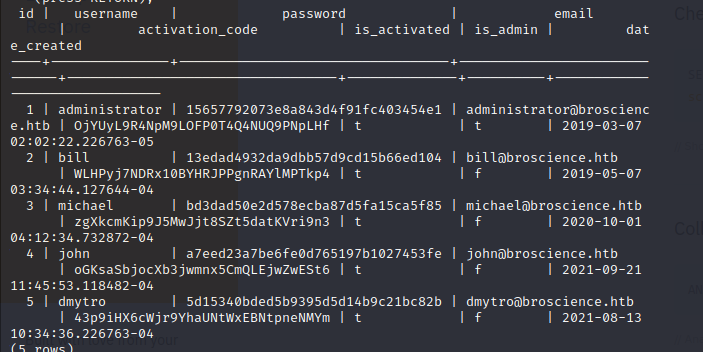 (press RETURN);
id | username | password | email
| activation_code | is_activated | is_admin | dat
e_created
1 | administrator | 15657792073e8a843d4f91fc403454e1 | administrator@broscienc
e.htb | OjYUyL9R4NpM9LOFP0T4Q4NUQ9PNpLHf | t | t | 2019-03-07
02:02:22.226763-05
2 | bill | 13edad4932da9dbb57d9cd15b66ed104 | bill@broscience.htb
| WLHPyj7NDRx10BYHRJPPgnRAYlMPTkp4 | t | f | 2019-05-07
03:34:44.127644-04
3 | michael | bd3dad50e2d578ecba87d5fa15ca5f85 | michael@broscience.htb
| zgXkcmKip9J5MwJjt8SZt5datKVri9n3 | t | f | 2020-10-01
04:12:34.732872-04
4 | john | a7eed23a7be6fe0d765197b1027453fe | john@broscience.htb
| oGKsaSbjocXb3jwmnx5CmQLEjwZwESt6 | t | f | 2021-09-21
11:45:53.118482-04
5 | dmytro | 5d15340bded5b9395d5d14b9c21bc82b | dmytro@broscience.htb
| 43p9iHX6cWjr9YhaUNtWxEBNtpneNMYm | t | f | 2021-08-13
10:34:36.226763-04
(5 rows)